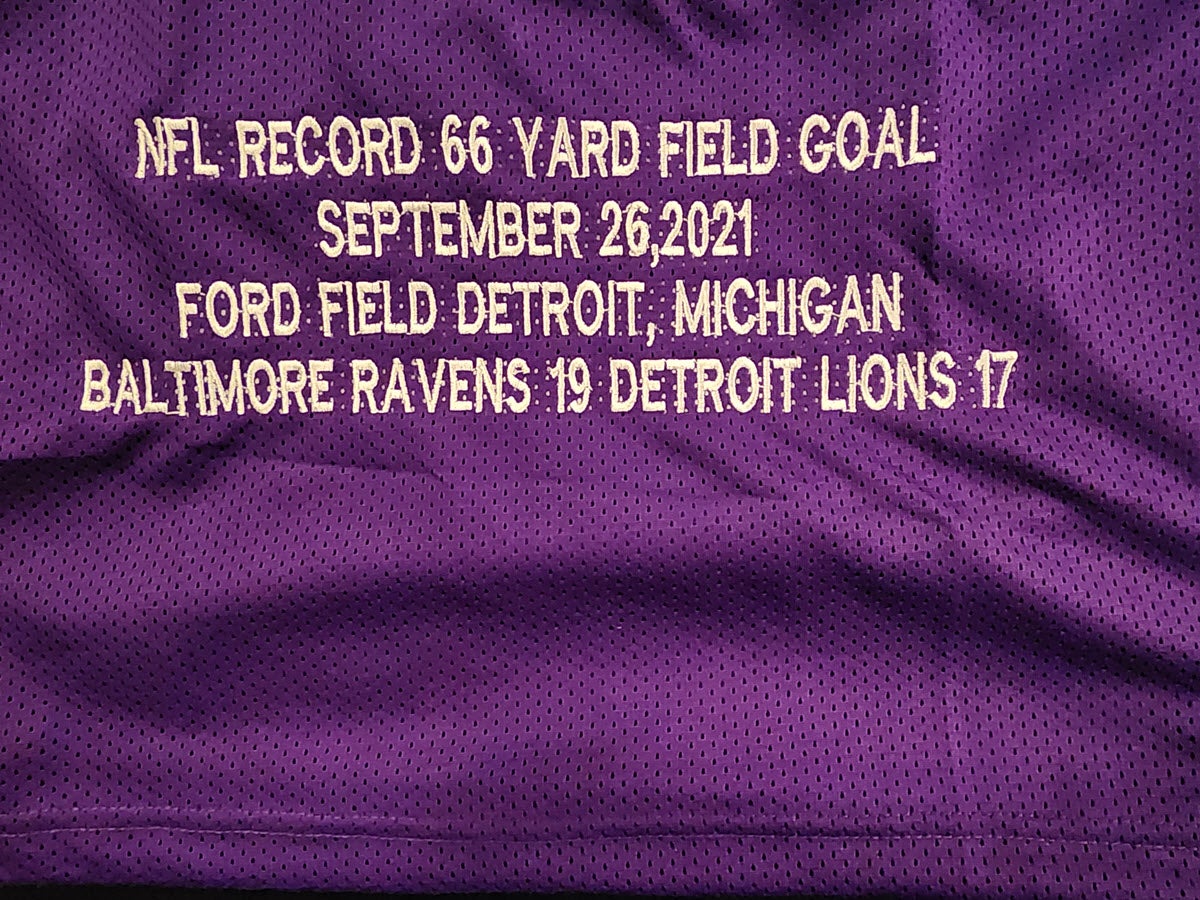 NFL RECORD 66 YARD FIELD GOAL
SEPTEMBER 26,2021
FORD FIELD DETROIT, MICHIGAN
BALTIMORE RAVENS 19 DETROIT LIONS 17